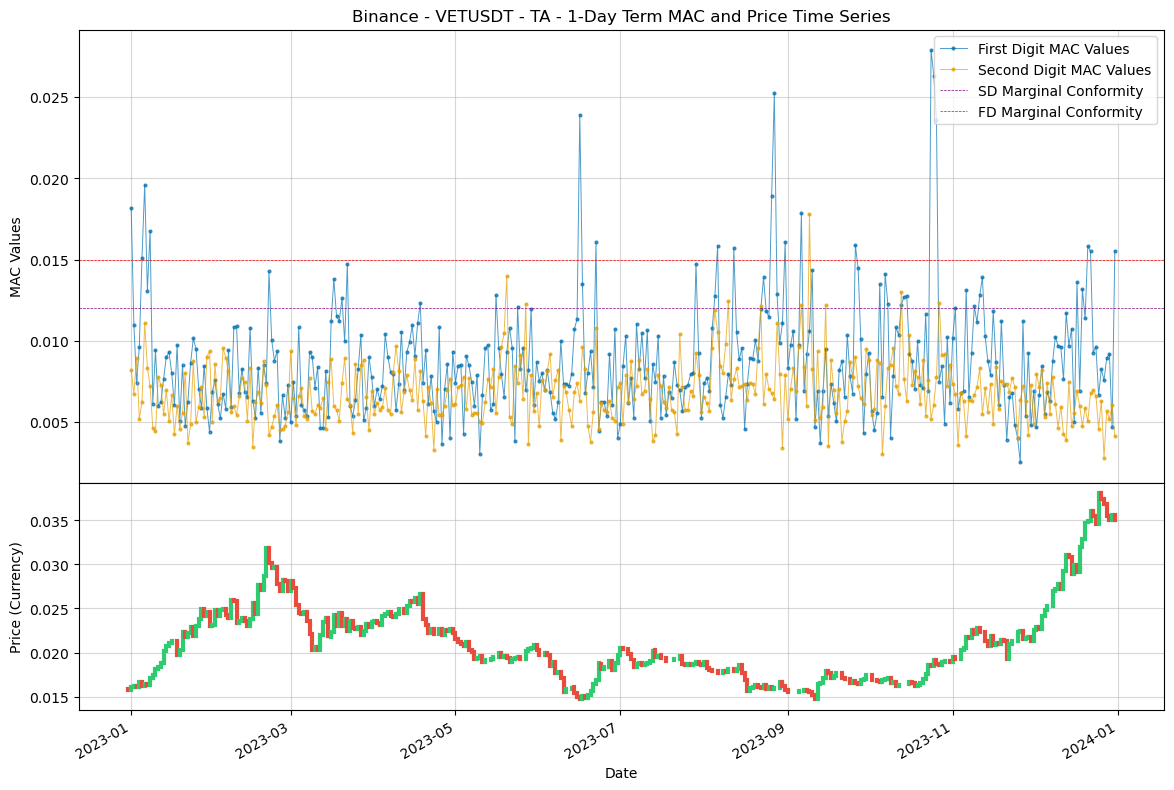 Binance - VETUSDT - TA - 1-Day Term MAC and Price Time Series
First Digit MAC Values
Second Digit MAC Values
SD Marginal Conformity
FD Marginal Conformity
MAC Values
0.025
0.020
0.015
0.010
0.005
Price (Currency)
0.035
0.030
0.025
0.020
0.015
2023-01
2023-03
2023-05
2023-07
2023-09
2023-11
2024-01
Date